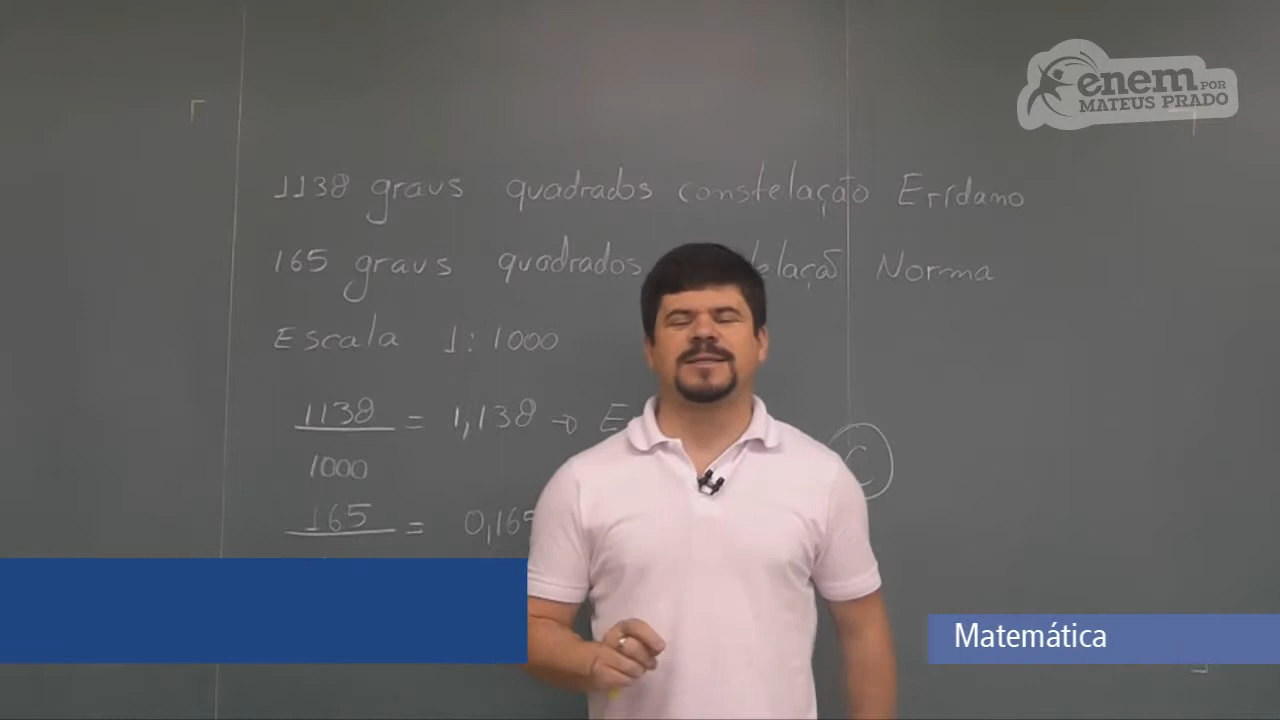 enem POR
MATEUS PRADO
1138 graus quadrados constelação Erídano
165 graus quadrados Norma
Escala 1:1000
1138 = 1,138 →
1000
C
165 = 0,165
Matemática